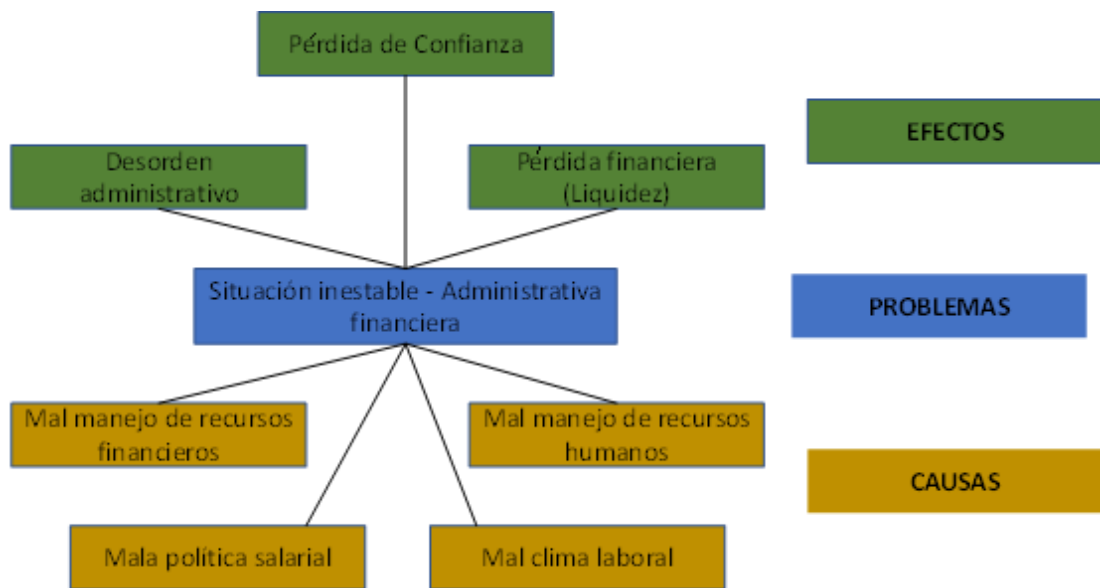 Pérdida de Confianza
EFECTOS
Desorden
administrativo
Pérdida financiera
(Liquidez)
Situación inestable - Administrativa
financiera
PROBLEMAS
Mal manejo de recursos
financieros
Mal manejo de recursos
humanos
CAUSAS
Mala política salarial
Mal clima laboral